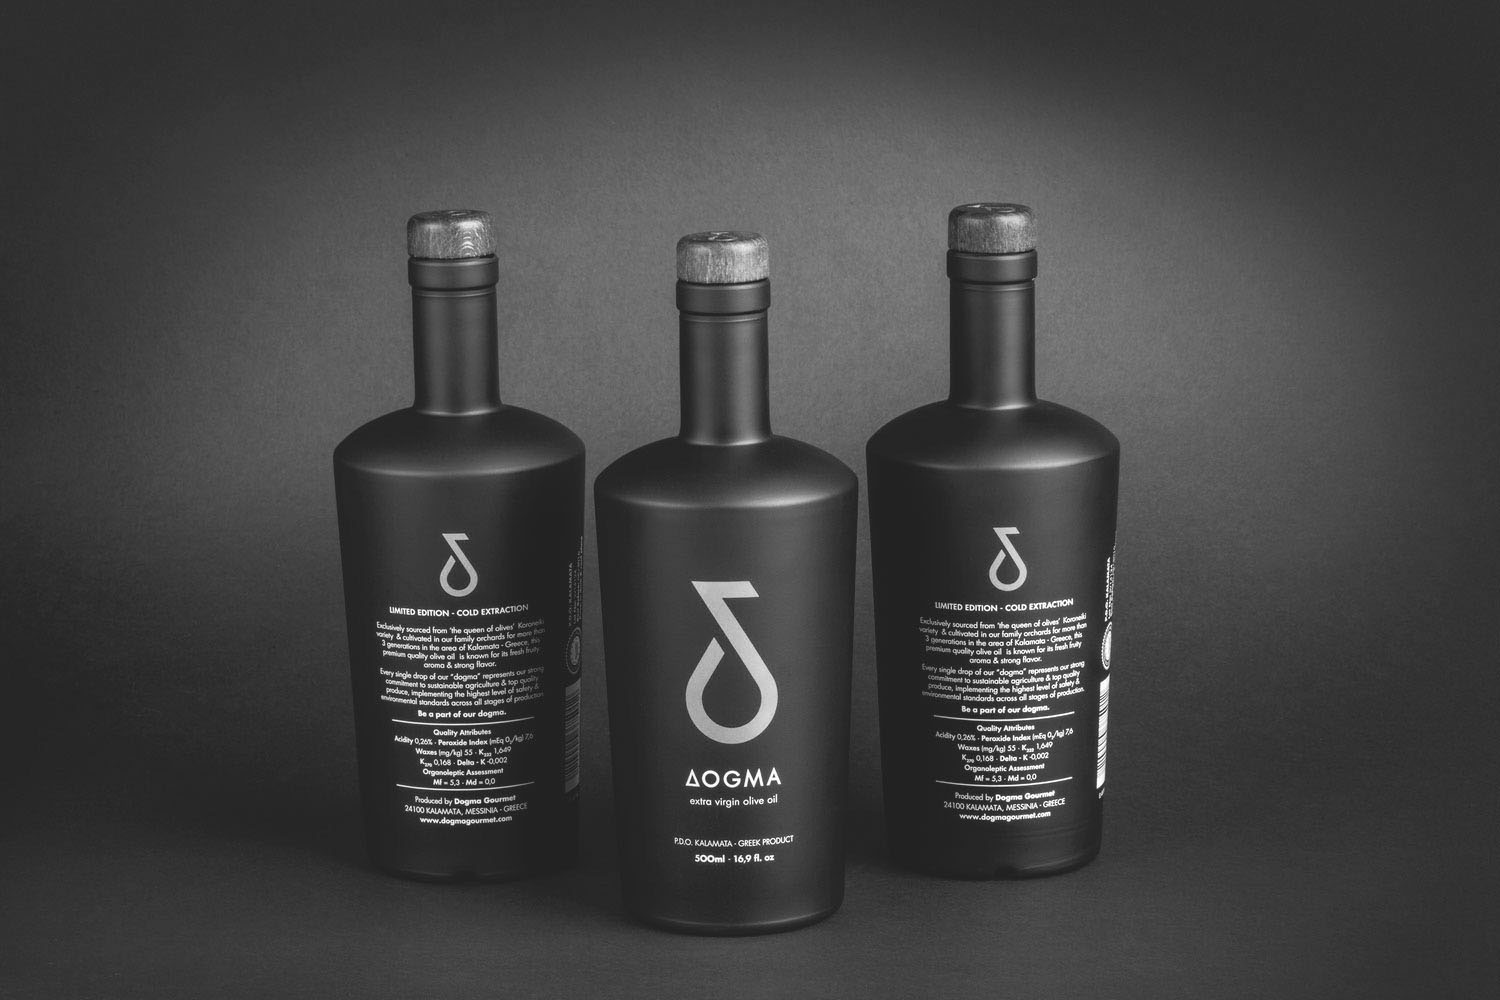 LIMITED EDITION - COLD EXTRACTION
Exclusively sourced from 'the queen of olives' Koroneiki
variety & cultivated in our family orchards for more than
3 generations in the area of Kalamata - Greece, this
premium quality olive oil is known for its fresh fruity
aroma & strong flavor.
Every single drop of our "dogma" represents our strong
commitment to sustainable agriculture & top quality
produce, implementing the highest level of safety &
environmental standards across all stages of production.
Be a part of our dogma.
Quality Attributes
Acidity 0,26% · Peroxide Index (mEq O₂/kg) 7,6
Waxes (mg/kg) 55 · K₂₃₂ 1,649
K₂₇₀ 0,168 · Delta - K -0,002
Organoleptic Assessment
Mf = 5,3 - Md = 0,0
Produced by Dogma Gourmet
24100 KALAMATA, MESSINIA - GREECE
www.dogmagourmet.com
P.D.O. KALAMATA
ΔOGMA
extra virgin olive oil
P.D.O. KALAMATA - GREEK PRODUCT
500ml · 16,9 fl. oz
LIMITED EDITION - COLD EXTRACTION
Exclusively sourced from 'the queen of olives' Koroneiki
variety & cultivated in our family orchards for more than
3 generations in the area of Kalamata - Greece, this
premium quality olive oil is known for its fresh fruity
aroma & strong flavor.
Every single drop of our "dogma" represents our strong
commitment to sustainable agriculture & top quality
produce, implementing the highest level of safety &
environmental standards across all stages of production.
Be a part of our dogma.
Quality Attributes
Acidity 0,26% · Peroxide Index (mEq O₂/kg) 7,6
Waxes (mg/kg) 55 · K₂₃₂ 1,649
K₂₇₀ 0,168 · Delta - K -0,002
Organoleptic Assessment
Mf = 5,3 - Md = 0,0
Produced by Dogma Gourmet
24100 KALAMATA, MESSINIA - GREECE
www.dogmagourmet.com
P.D.O. KALAMATA